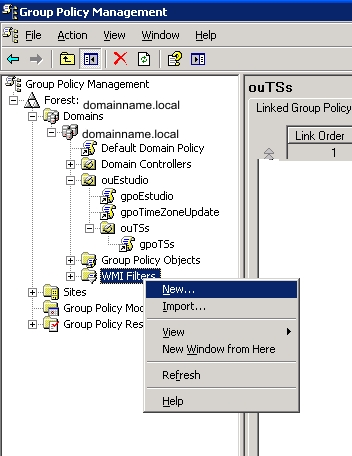 Group Policy Management
File Action View Window Help
Group Policy Management
Forest: domainname.local
Domains
domainname.local
Default Domain Policy
Domain Controllers
ouEstudio
gpoEstudio
gpoTimeZoneUpdate
ouTSs
gpoTSs
Group Policy Objects
WMI Filters
Sites
Group Policy Mod
Group Policy Res
ouTSs
Linked Group Policy
Link Order
1
New...
Import...
View
New Window from Here
Refresh
Help